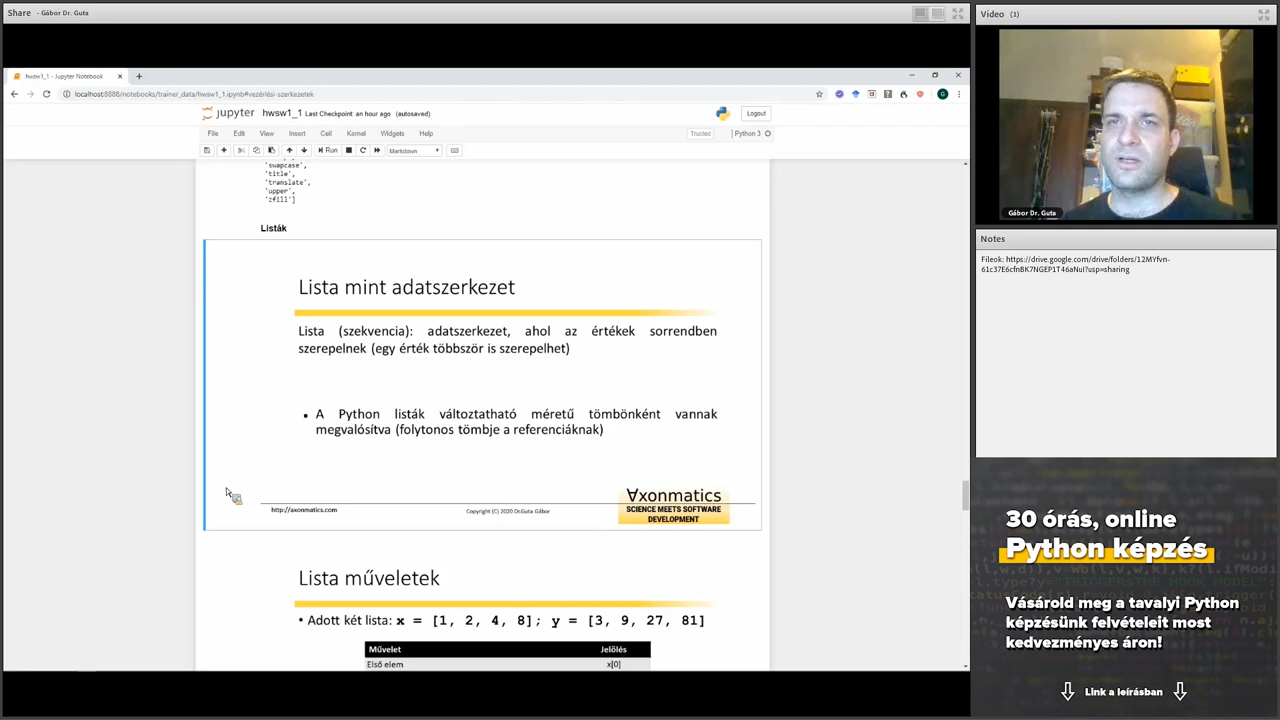 Share - Gábor Dr. Guta
hwsw1_1 - Jupyter Notebook
localhost:8888/notebooks/trainer_data/hwsw1_1.ipynb#vezérlési-szerkezetek
jupyter hwsw1_1 Last Checkpoint: an hour ago (autosaved)
Logout
File Edit View Insert Cell Kernel Widgets Help
Trusted
Python 3
Run
Markdown
'swapcase',
'title',
'translate',
'upper',
'zfill']
Listák
Lista mint adatszerkezet
Lista (szekvencia): adatszerkezet, ahol az értékek sorrendben
szerepelnek (egy érték többször is szerepelhet)
• A Python listák változtatható méretű tömbönként vannak
megvalósítva (folytonos tömbje a referenciáknak)
http://axonmatics.com
Copyright (C) 2020 Dr.Guta Gábor
∀xonmatics
SCIENCE MEETS SOFTWARE
DEVELOPMENT
Lista műveletek
• Adott két lista: x = [1, 2, 4, 8]; y = [3, 9, 27, 81]
Művelet Jelölés
Első elem x[0]
Video (1)
Gábor Dr. Guta
Notes
Fileok: https://drive.google.com/drive/folders/12MYfvn-
61c37E6cfnBK7NGEP1T46aNuI?usp=sharing
30 órás, online
Python képzés
Vásárold meg a tavalyi Python
képzésünk felvételeit most
kedvezményes áron!
Link a leírásban